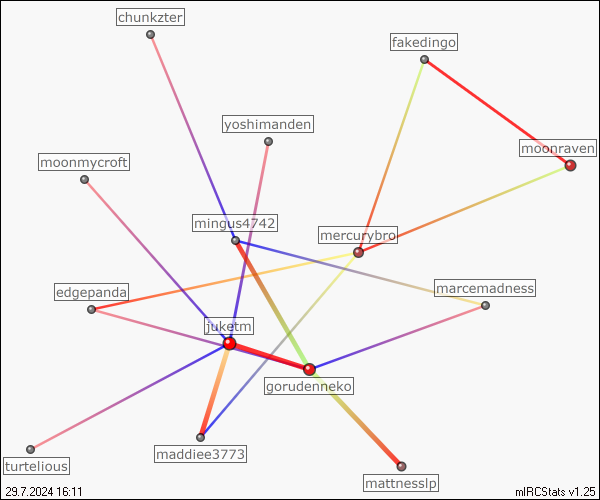 chunkzter
fakedingo
yoshimanden
moonmycroft
moonraven
mingus4742
mercurybro
edgepanda
marcemadness
juketm
gorudenneko
maddiee3773
turtelious
mattnesslp
29.7.2024 16:11
mIRCStats v1.25